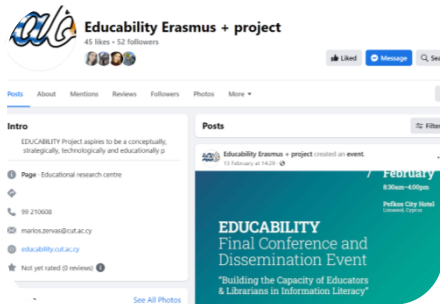 Educability Erasmus + project
45 likes • 52 followers
Liked
Message
Posts
About
Mentions
Reviews
Followers
Photos
More
Intro
EDUCABILITY Project aspires to be a conceptually,
strategically, technologically and educationally p
Page · Educational research centre
99 210608
marios.zervas@cut.ac.cy
educability.cut.ac.cy
Not yet rated (0 reviews)
See All Photos
Posts
Educability Erasmus + project created an event.
13 February at 14:29
February
8:30am–4:00pm
Pefkos City Hotel
Limassol, Cyprus
EDUCABILITY
Final Conference and
Dissemination Event
"Building the Capacity of Educators
& Librarians in Information Literacy"